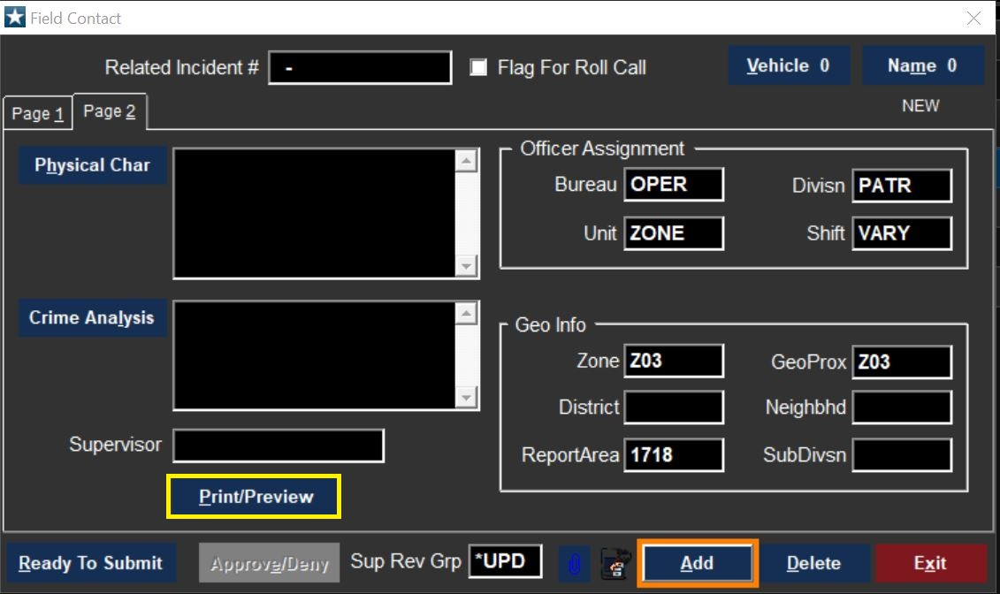 Field Contact
Related Incident # - Flag For Roll Call Vehicle 0 Name 0
NEW
Page 1 Page 2
Physical Char
Officer Assignment
Bureau OPER Divisn PATR
Unit ZONE Shift VARY
Crime Analysis
Geo Info
Zone Z03 GeoProx Z03
District Neighbhd
ReportArea 1718 SubDivsn
Supervisor
Print/Preview
Ready To Submit Approve/Deny Sup Rev Grp *UPD Add Delete Exit